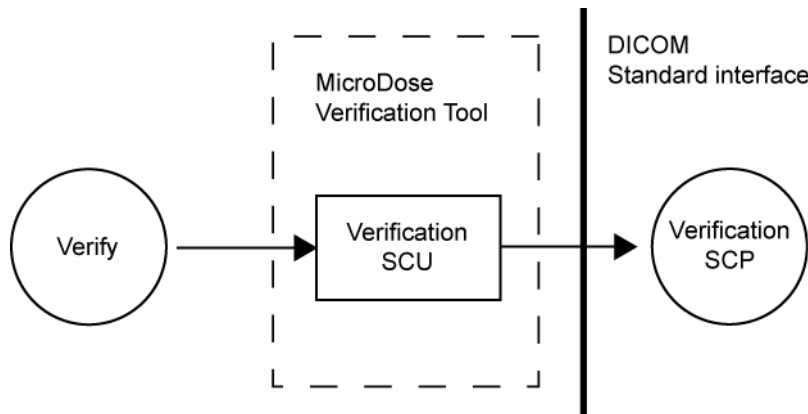 DICOM
Standard interface
MicroDose
Verification Tool
Verify
Verification
SCU
Verification
SCP